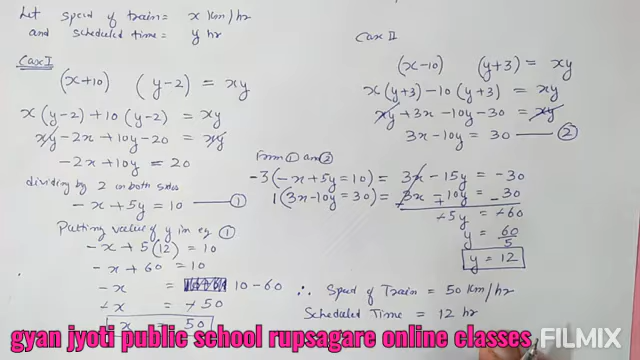 Let speed of train = x km/hr
and scheduled time = y hr
Case I
(x+10) (y-2) = xy
x(y-2)+10(y-2) = xy
xy-2x+10y-20 = xy
-2x+10y = 20
dividing by 2 in both sides
-x+5y = 10 —— ①
Putting value of y in eq ①
-x+5(12) = 10
-x+60 = 10
-x = 10-60
-x = -50
x = 50
Case II
(x-10) (y+3) = xy
x(y+3)-10(y+3) = xy
xy+3x-10y-30 = xy
3x-10y = 30 —— ②
From ① and ②
-3(-x+5y=10) = 3x-15y = -30
1(3x-10y=30) = 3x-10y = 30
-5y = -60
y = 60/5
y = 12
∴ Speed of Train = 50 km/hr
Scheduled Time = 12 hr
gyan jyoti public school rupsagare online classes
FILMIX